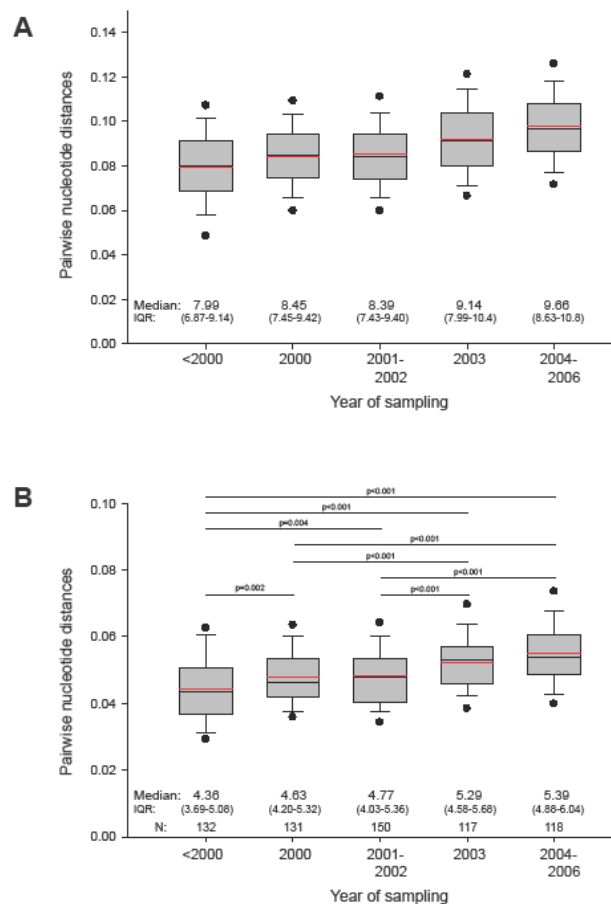 A
Pairwise nucleotide distances
0.14
0.12
0.10
0.08
0.06
0.04
0.02
0.00
Median: 7.99 8.45 8.39 9.14 9.66
IQR: (6.87-9.14) (7.45-9.42) (7.43-9.40) (7.99-10.4) (8.63-10.8)
<2000 2000 2001-2002 2003 2004-2006
Year of sampling
B
Pairwise nucleotide distances
0.10
0.08
0.06
0.04
0.02
0.00
p<0.001
p<0.001
p=0.004
p<0.001
p<0.001
p<0.001
p=0.002 p<0.001
Median: 4.36 4.63 4.77 5.29 5.39
IQR: (3.69-5.08) (4.20-5.32) (4.03-5.36) (4.58-5.68) (4.88-6.04)
N: 132 131 150 117 118
<2000 2000 2001-2002 2003 2004-2006
Year of sampling